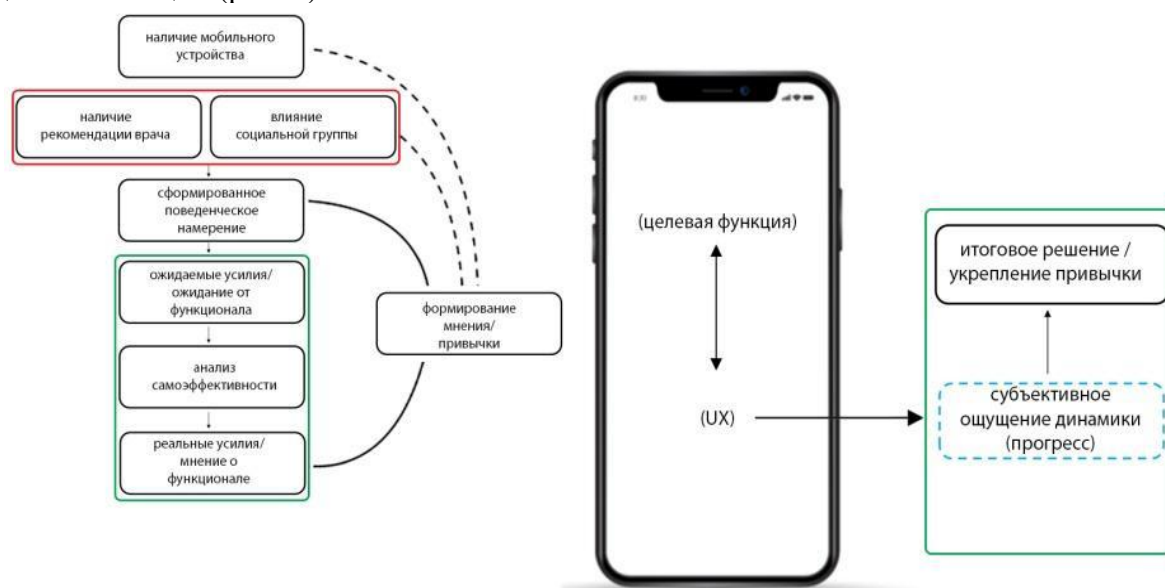 наличие мобильного
устройства
наличие
рекомендации врача
влияние
социальной группы
сформированное
поведенческое
намерение
ожидаемые усилия/
ожидание от
функционала
анализ
самоэффективности
реальные усилия/
мнение о
функционале
формирование
мнения/
привычки
(целевая функция)
(UX)
итоговое решение /
укрепление привычки
субъективное
ощущение динамики
(прогресс)